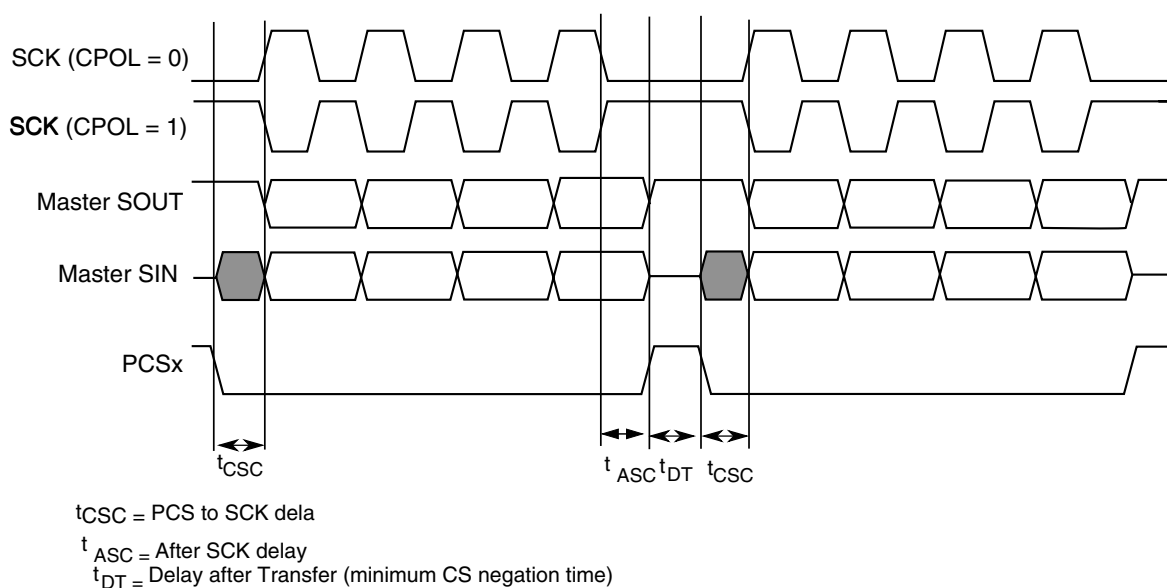 SCK (CPOL = 0)
SCK (CPOL = 1)
Master SOUT
Master SIN
PCSx
tCSC
t ASC
tDT
tCSC
tCSC = PCS to SCK dela
t ASC = After SCK delay
tDT = Delay after Transfer (minimum CS negation time)